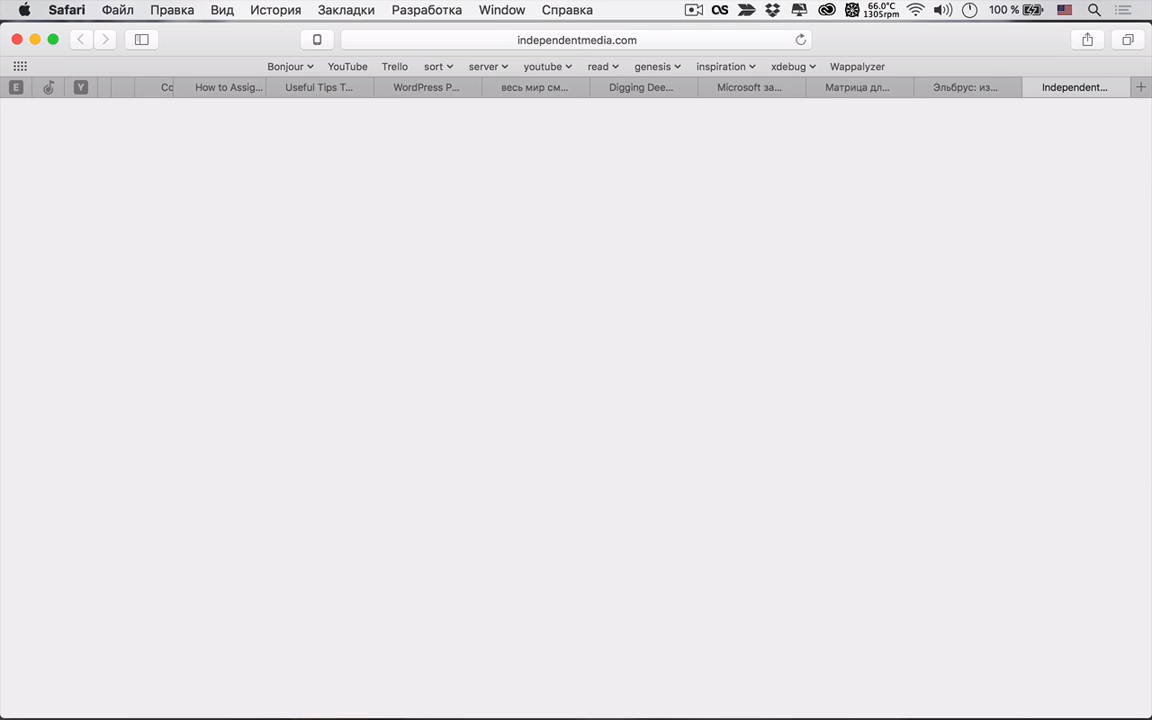 Safari Файл Правка Вид История Закладки Разработка Window Справка 66.0°C 1305rpm 100 %
independentmedia.com
Bonjour YouTube Trello sort server youtube read genesis inspiration xdebug Wappalyzer
E Y Cc How to Assig... Useful Tips T... WordPress P... весь мир см... Digging Dee... Microsoft за... Матрица дл... Эльбрус: из... Independent...